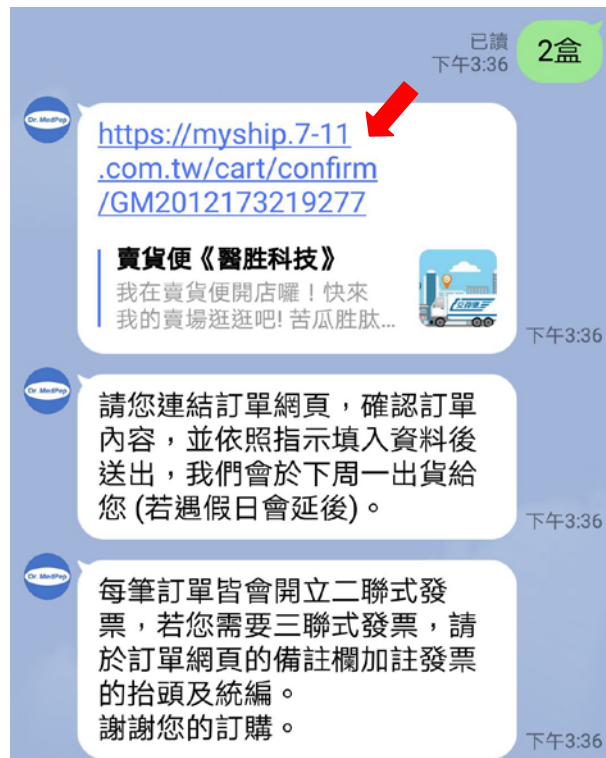 已讀
下午3:36
2盒
Dr. MedPep
https://myship.7-11
.com.tw/cart/confirm
/GM2012173219277
賣貨便《醫胜科技》
我在賣貨便開店囉！快來
我的賣場逛逛吧! 苦瓜胜肽...
下午3:36
Dr. MedPep
請您連結訂單網頁，確認訂單
內容，並依照指示填入資料後
送出，我們會於下周一出貨給
您 (若遇假日會延後)。
下午3:36
Dr. MedPep
每筆訂單皆會開立二聯式發
票，若您需要三聯式發票，請
於訂單網頁的備註欄加註發票
的抬頭及統編。
謝謝您的訂購。
下午3:36